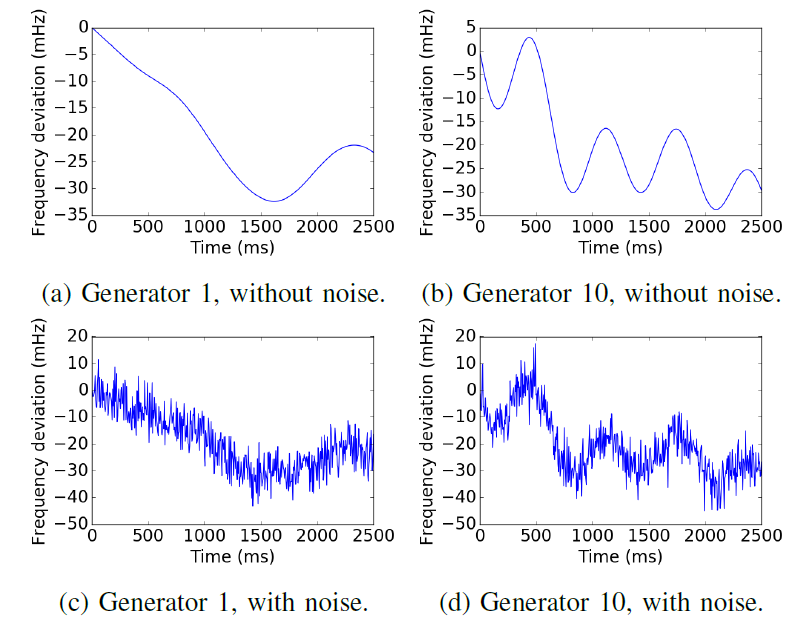 Frequency deviation (mHz)
0
−5
−10
−15
−20
−25
−30
−35
0 500 1000 1500 2000 2500
Time (ms)
(a) Generator 1, without noise.
Frequency deviation (mHz)
5
0
−5
−10
−15
−20
−25
−30
−35
0 500 1000 1500 2000 2500
Time (ms)
(b) Generator 10, without noise.
Frequency deviation (mHz)
20
10
0
−10
−20
−30
−40
−50
0 500 1000 1500 2000 2500
Time (ms)
(c) Generator 1, with noise.
Frequency deviation (mHz)
20
10
0
−10
−20
−30
−40
−50
0 500 1000 1500 2000 2500
Time (ms)
(d) Generator 10, with noise.